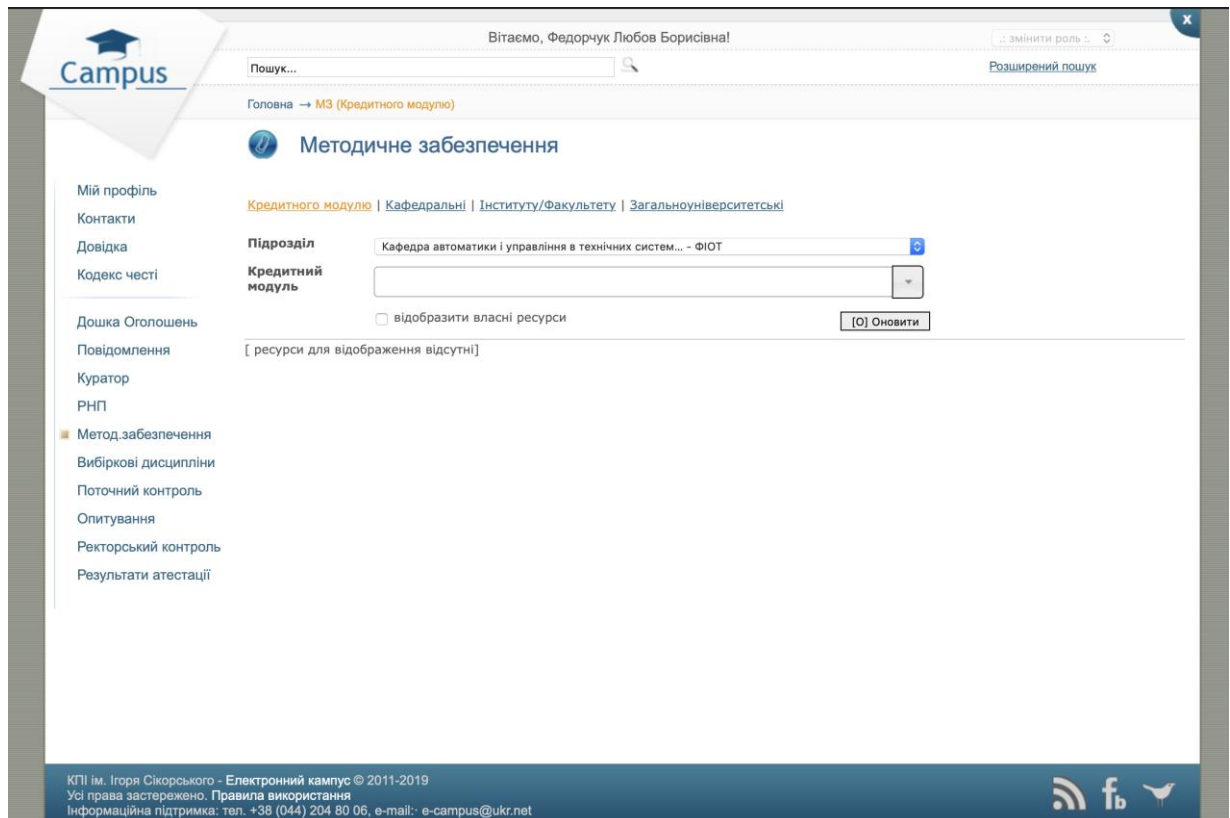 x
Campus
Вітаємо, Федорчук Любов Борисівна!
.: змінити роль :.
Пошук...
Розширений пошук
Головна → МЗ (Кредитного модулю)
Методичне забезпечення
Кредитного модулю | Кафедральні | Інституту/Факультету | Загальноуніверситетські
Підрозділ
Кафедра автоматики і управління в технічних систем... - ФІОТ
Кредитний
модуль
відобразити власні ресурси
[О] Оновити
[ ресурси для відображення відсутні]
Мій профіль
Контакти
Довідка
Кодекс честі
Дошка Оголошень
Повідомлення
Куратор
РНП
Метод.забезпечення
Вибіркові дисципліни
Поточний контроль
Опитування
Ректорський контроль
Результати атестації
КПІ ім. Ігоря Сікорського - Електронний кампус © 2011-2019
Усі права застережено. Правила використання
Інформаційна підтримка: тел. +38 (044) 204 80 06, e-mail:· e-campus@ukr.net
fb